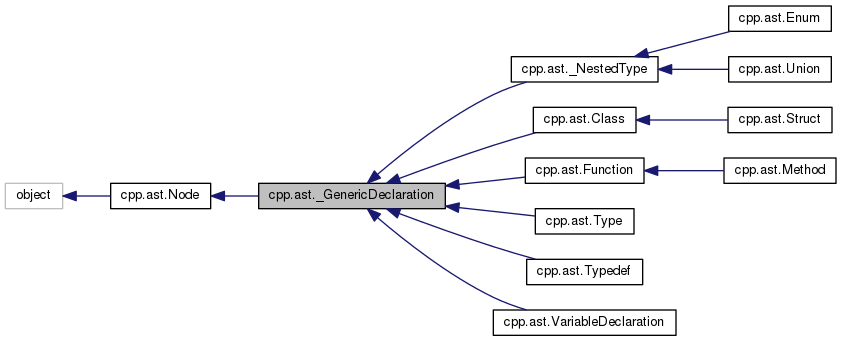 object
cpp.ast.Node
cpp.ast._GenericDeclaration
cpp.ast._NestedType
cpp.ast.Enum
cpp.ast.Union
cpp.ast.Class
cpp.ast.Struct
cpp.ast.Function
cpp.ast.Method
cpp.ast.Type
cpp.ast.Typedef
cpp.ast.VariableDeclaration